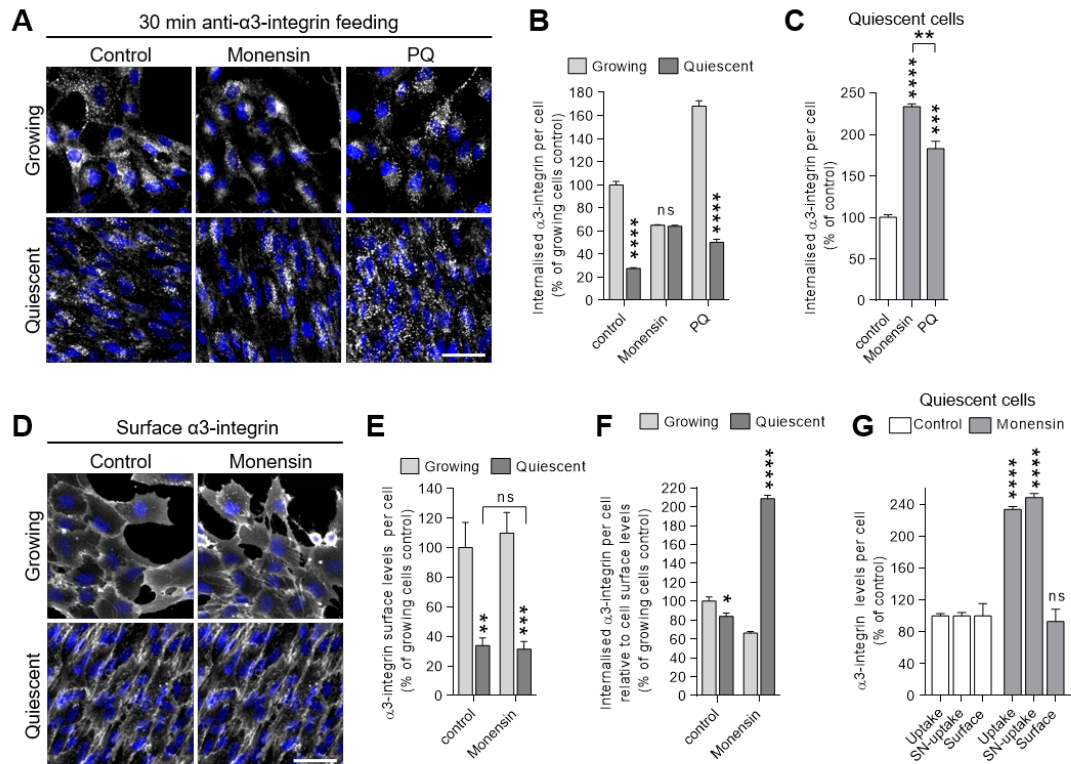 A
30 min anti-α3-integrin feeding
Control Monensin PQ
Growing
Quiescent
B
Growing Quiescent
Internalised α3-integrin per cell
(% of growing cells control)
180
160
140
120
100
80
60
40
20
0
****
ns
****
control Monensin PQ
C
Quiescent cells
Internalised α3-integrin per cell
(% of control)
250
200
150
100
50
0
**
****
***
control Monensin PQ
D
Surface α3-integrin
Control Monensin
Growing
Quiescent
E
Growing Quiescent
α3-integrin surface levels per cell
(% of growing cells control)
140
120
100
80
60
40
20
0
ns
**
***
control Monensin
F
Growing Quiescent
Internalised α3-integrin per cell
relative to cell surface levels
(% of growing cells control)
220
200
180
160
140
120
100
80
60
40
20
0
*
****
control Monensin
G
Quiescent cells
Control Monensin
α3-integrin levels per cell
(% of control)
240
200
160
120
80
40
0
****
****
ns
Uptake SN-uptake Surface Uptake SN-uptake Surface